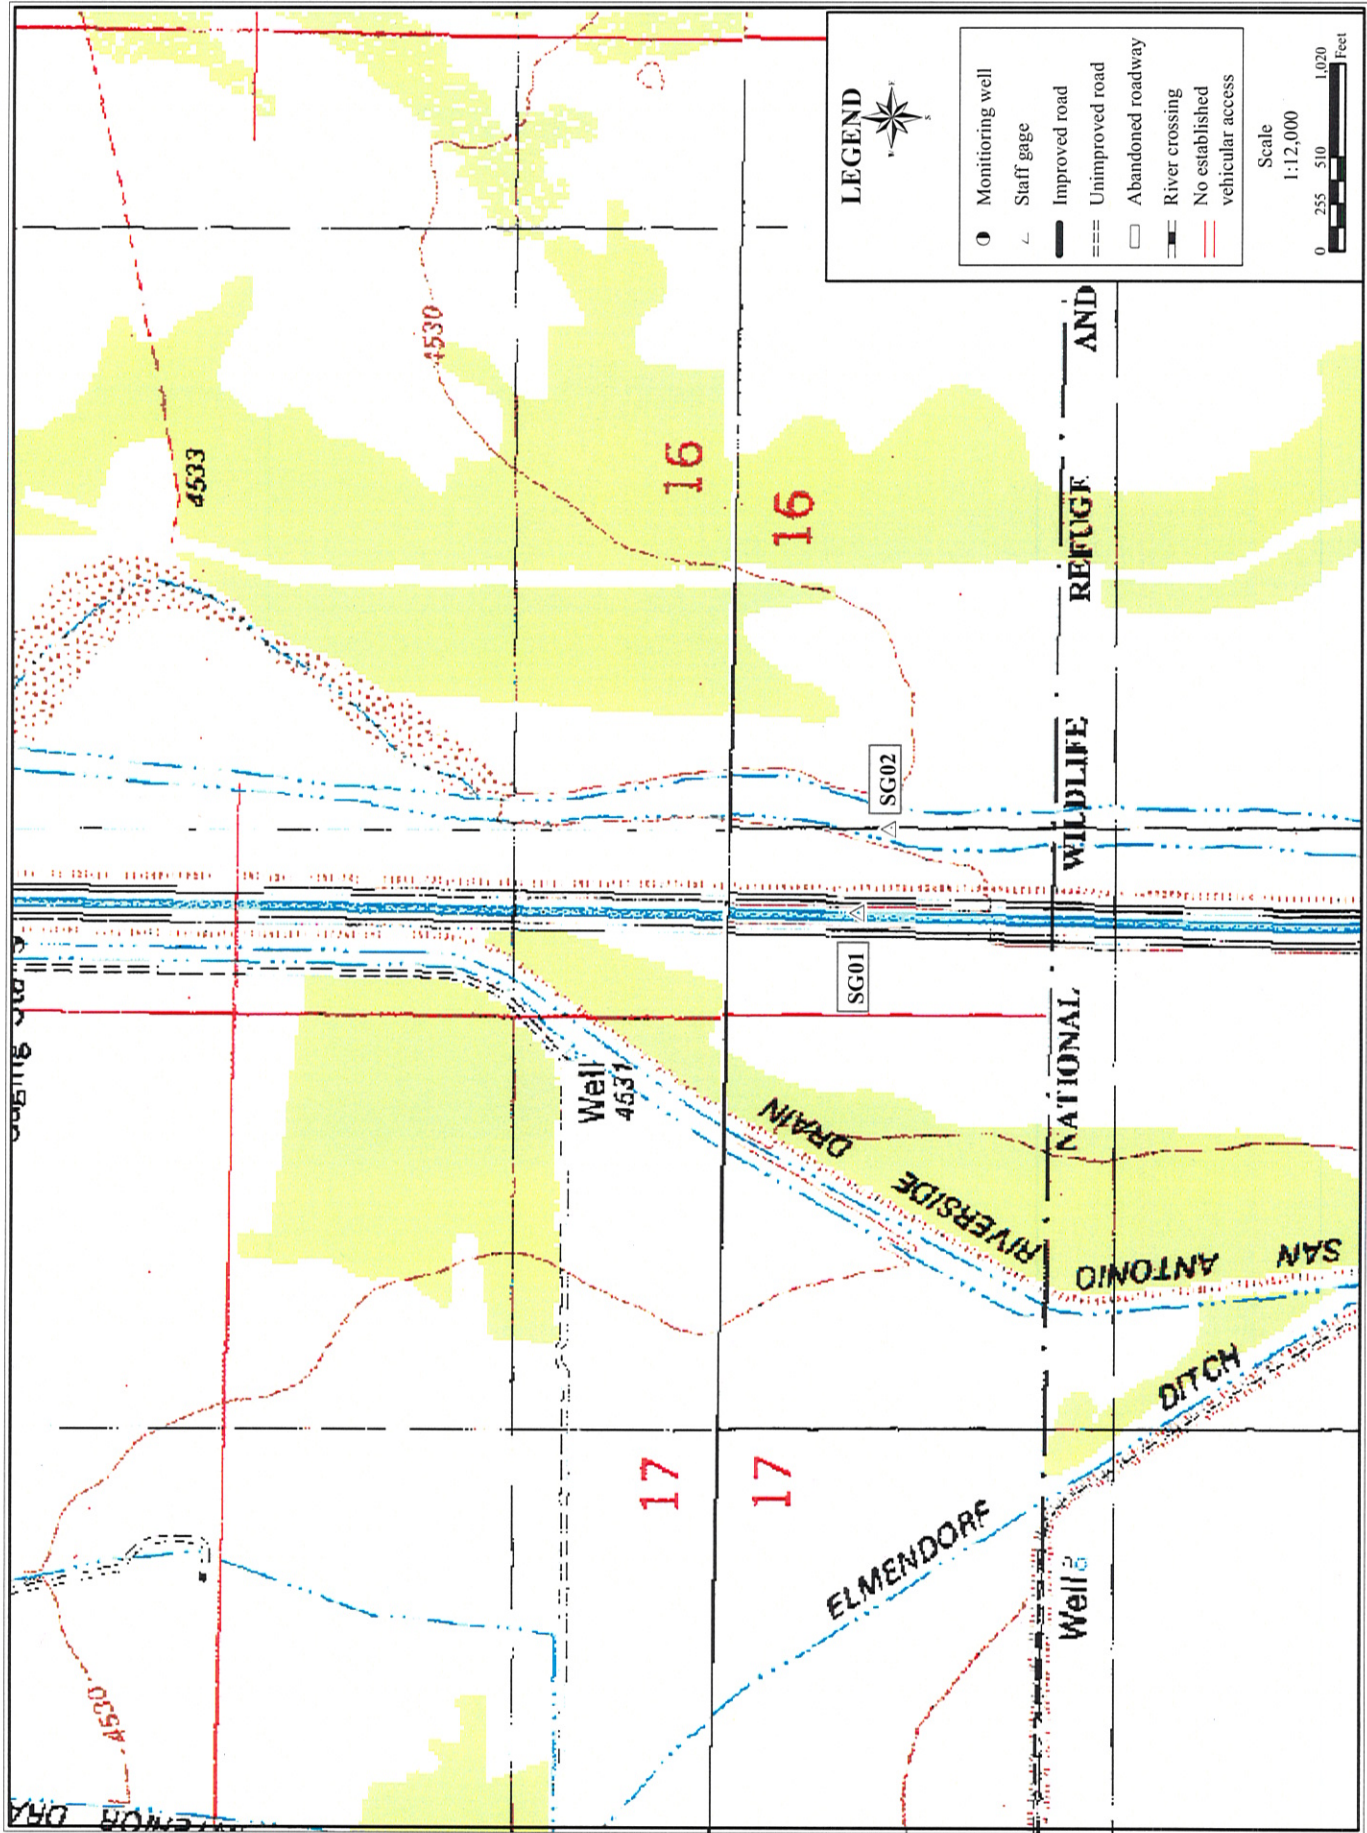 LEGEND
Monitioring well
Staff gage
Improved road
Unimproved road
Abandoned roadway
River crossing
No established
vehicular access
Scale
1:12,000
0 255 510 1,020
Feet
4533
4530
16
16
NATIONAL WILDLIFE REFUGE AND
SG02
SG01
Well
4531
SAN ANTONIO RIVERSIDE DRAIN
17
17
ELMENDORF DITCH
Well
4530